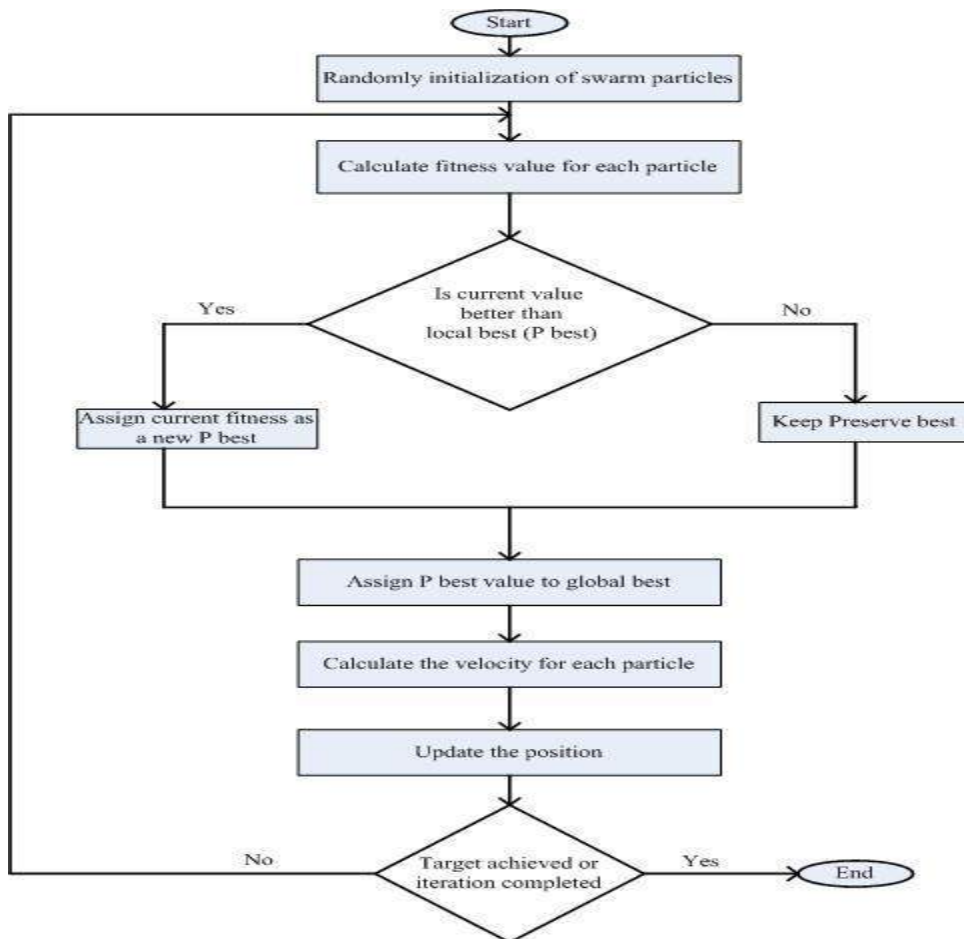 Start
Randomly initialization of swarm particles
Calculate fitness value for each particle
Is current value
better than
local best (P best)
Yes
No
Assign current fitness as
a new P best
Keep Preserve best
Assign P best value to global best
Calculate the velocity for each particle
Update the position
Target achieved or
iteration completed
No
Yes
End